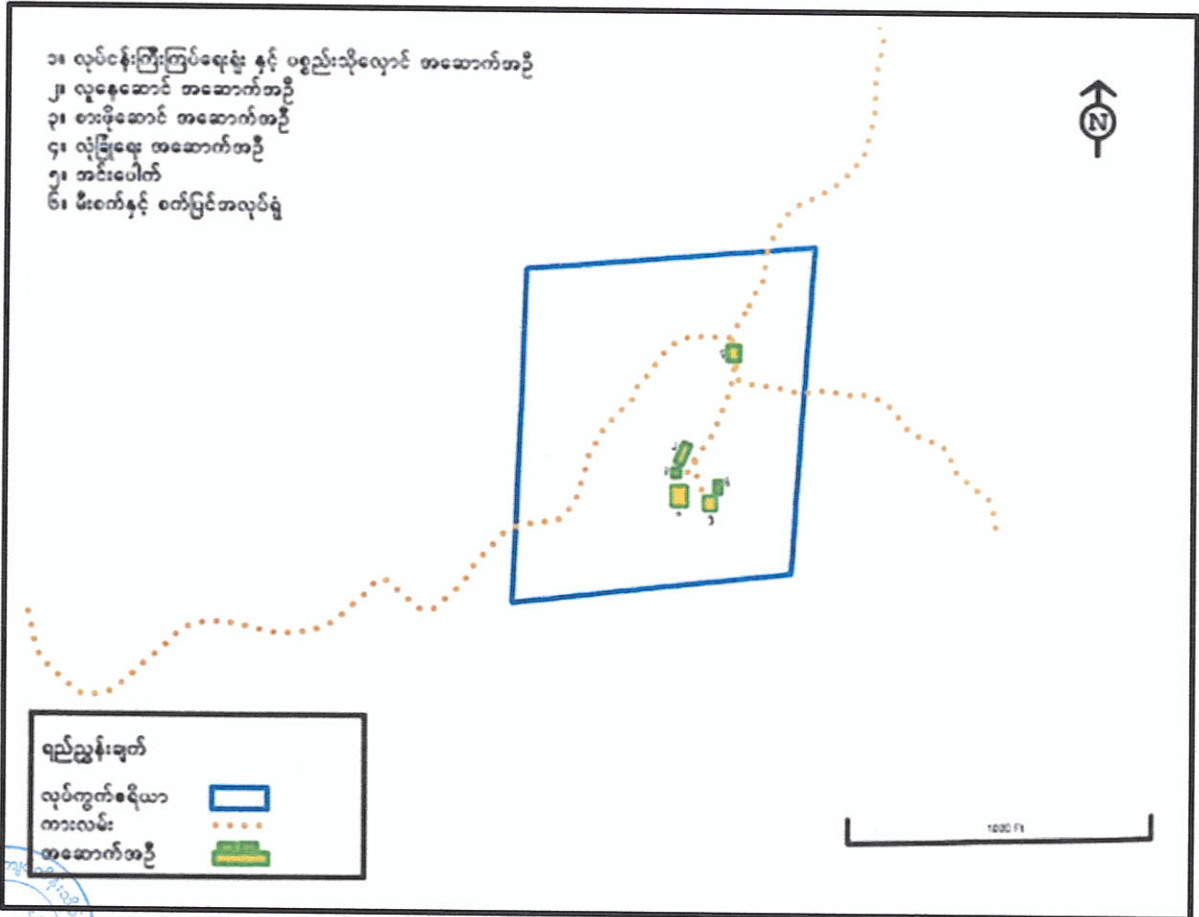 ၁။ လုပ်ငန်းကြီးကြပ်ရေးရုံး နှင့် ပစ္စည်းသိုလှောင် အဆောက်အဦ
၂။ လူနေဆောင် အဆောက်အဦ
၃။ စားဖိုဆောင် အဆောက်အဦ
၄။ လုံခြုံရေး အဆောက်အဦ
၅။ အင်းပေါက်
၆။ မီးစက်နှင့် စက်ပြင်အလုပ်ရုံ
N
ရည်ညွှန်းချက်
လုပ်ကွက်ဧရိယာ
ကားလမ်း
အဆောက်အဦ
1000 Ft